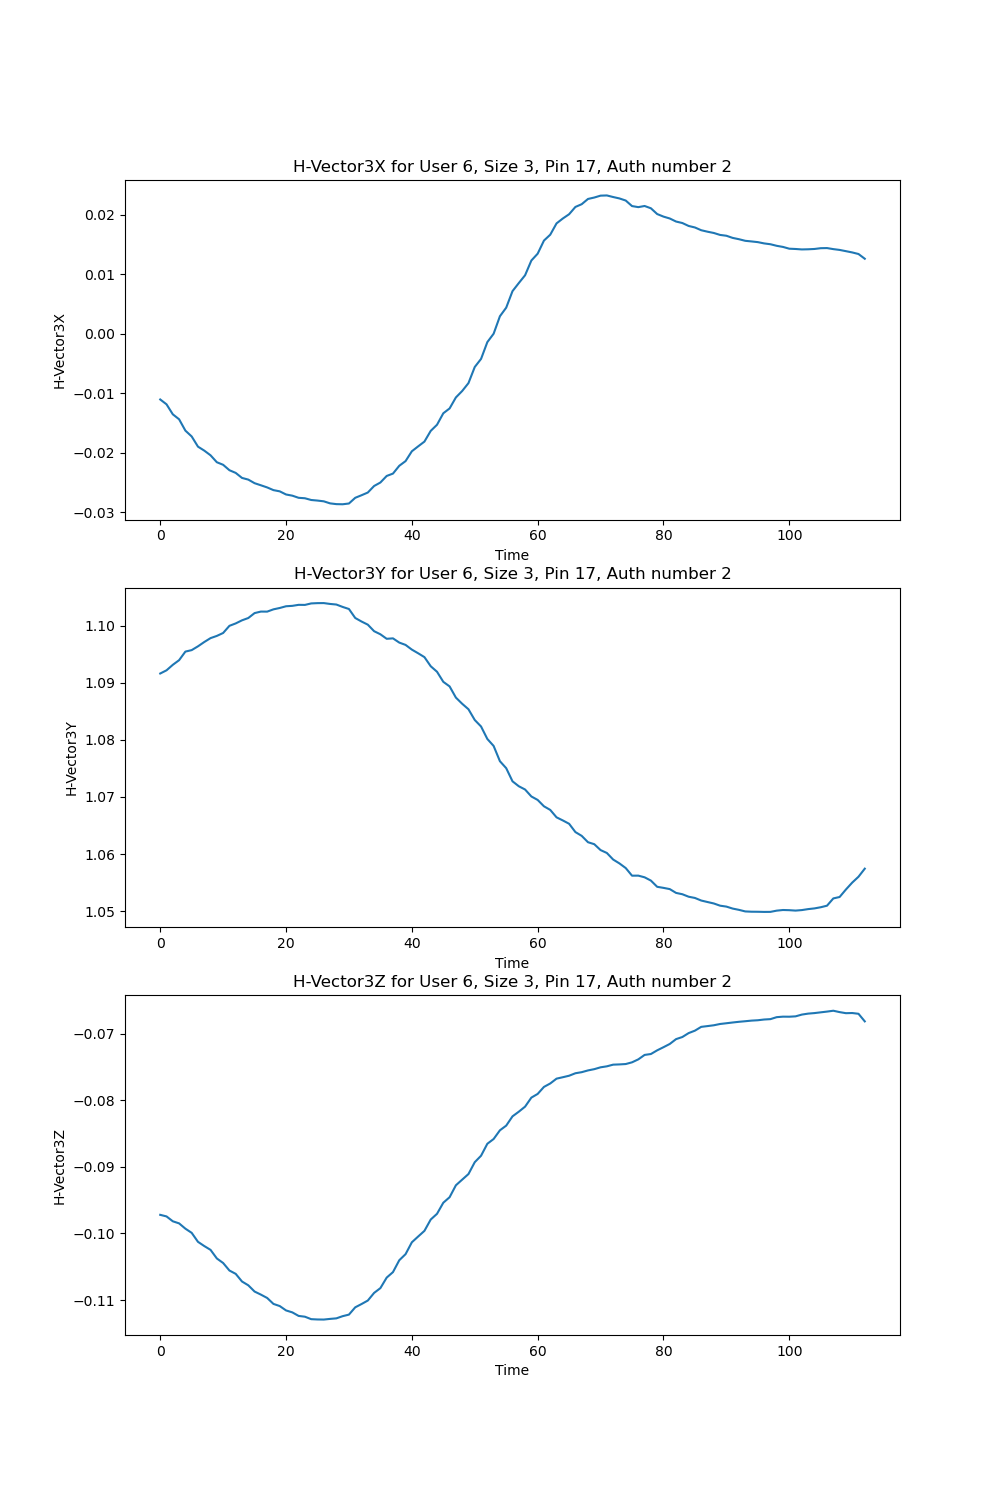 H-Vector3X for User 6, Size 3, Pin 17, Auth number 2
0.02
0.01
0.00
−0.01
−0.02
−0.03
H-Vector3X
0 20 40 60 80 100
Time
H-Vector3Y for User 6, Size 3, Pin 17, Auth number 2
1.10
1.09
1.08
1.07
1.06
1.05
H-Vector3Y
0 20 40 60 80 100
Time
H-Vector3Z for User 6, Size 3, Pin 17, Auth number 2
−0.07
−0.08
−0.09
−0.10
−0.11
H-Vector3Z
0 20 40 60 80 100
Time